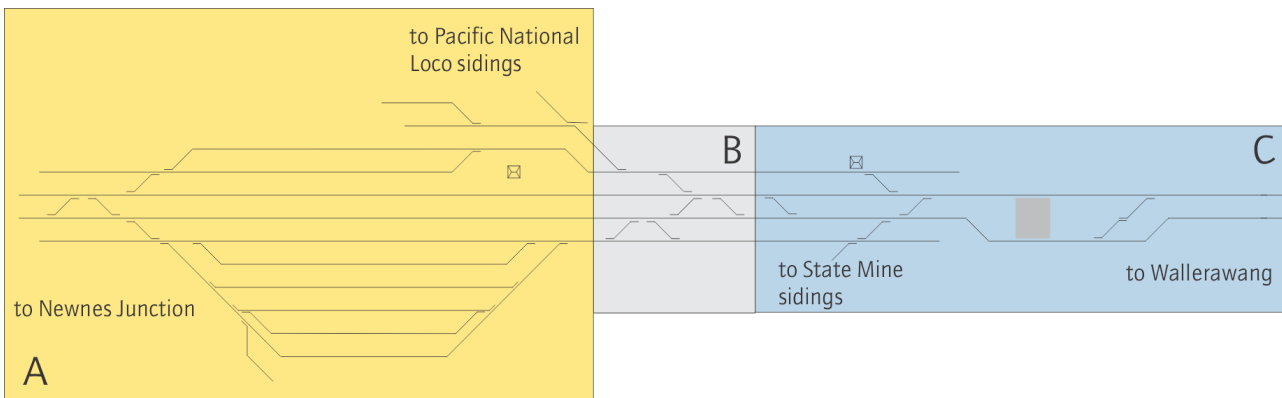 to Pacific National
Loco sidings
B
C
to State Mine
sidings
to Wallerawang
to Newnes Junction
A